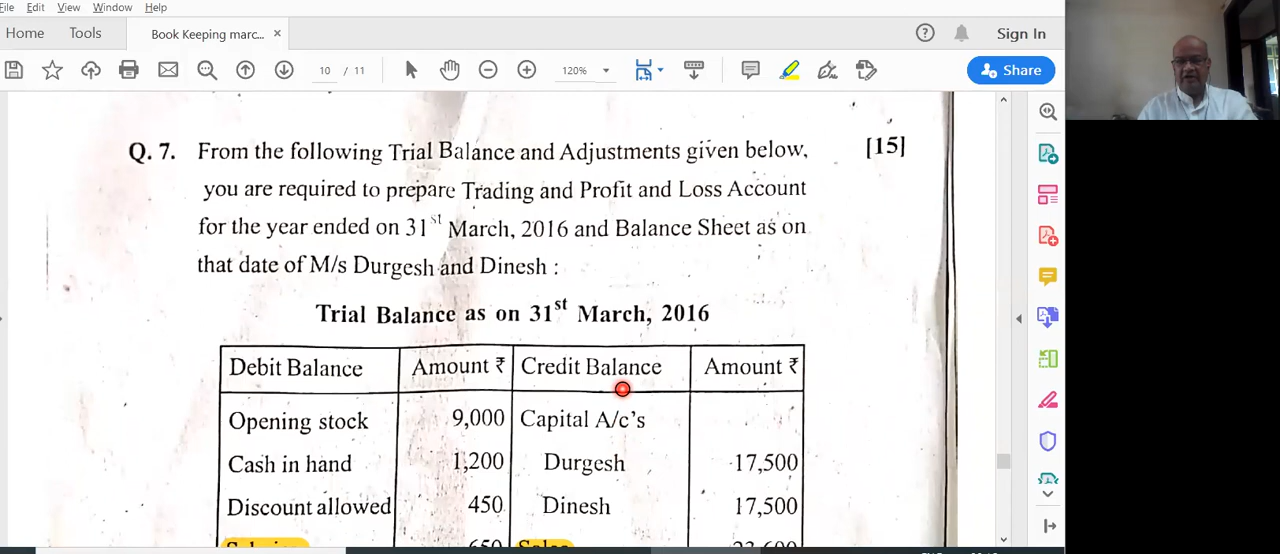 File Edit View Window Help
Home Tools Book Keeping marc... × Sign In
10 / 11 120% Share
Q. 7. From the following Trial Balance and Adjustments given below, [15]
you are required to prepare Trading and Profit and Loss Account
for the year ended on 31st March, 2016 and Balance Sheet as on
that date of M/s Durgesh and Dinesh :
Trial Balance as on 31st March, 2016
Debit Balance Amount ₹ Credit Balance Amount ₹
Opening stock 9,000 Capital A/c's
Cash in hand 1,200 Durgesh 17,500
Discount allowed 450 Dinesh 17,500